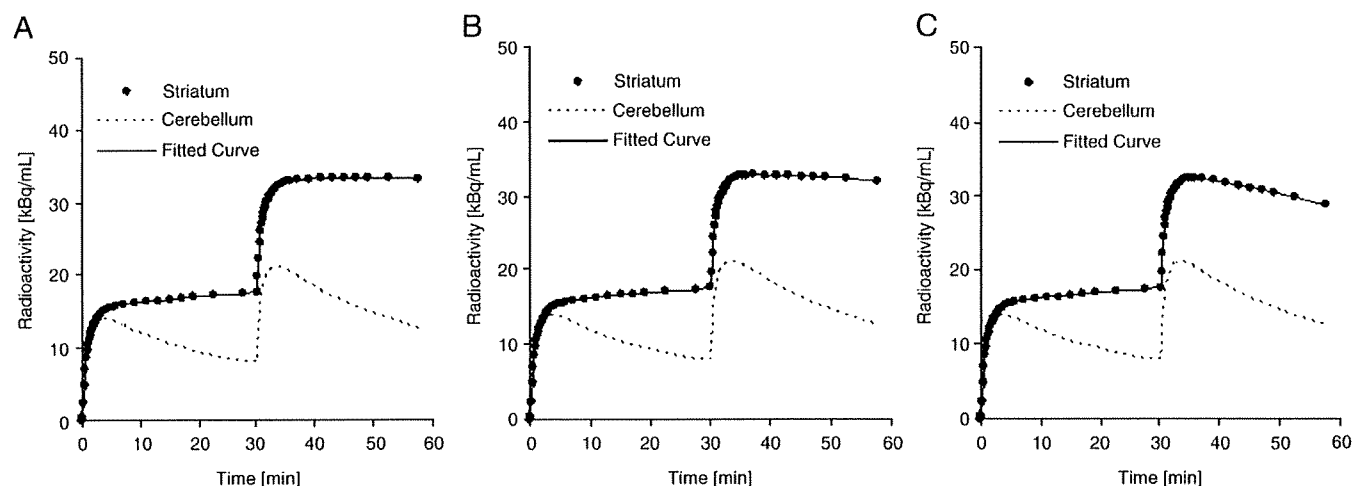 A
50
40
30
20
10
0
Radioactivity [kBq/mL]
Striatum
Cerebellum
Fitted Curve
0 10 20 30 40 50 60
Time [min]
B
50
40
30
20
10
0
Radioactivity [kBq/mL]
Striatum
Cerebellum
Fitted Curve
0 10 20 30 40 50 60
Time [min]
C
50
40
30
20
10
0
Radioactivity [kBq/mL]
Striatum
Cerebellum
Fitted Curve
0 10 20 30 40 50 60
Time [min]